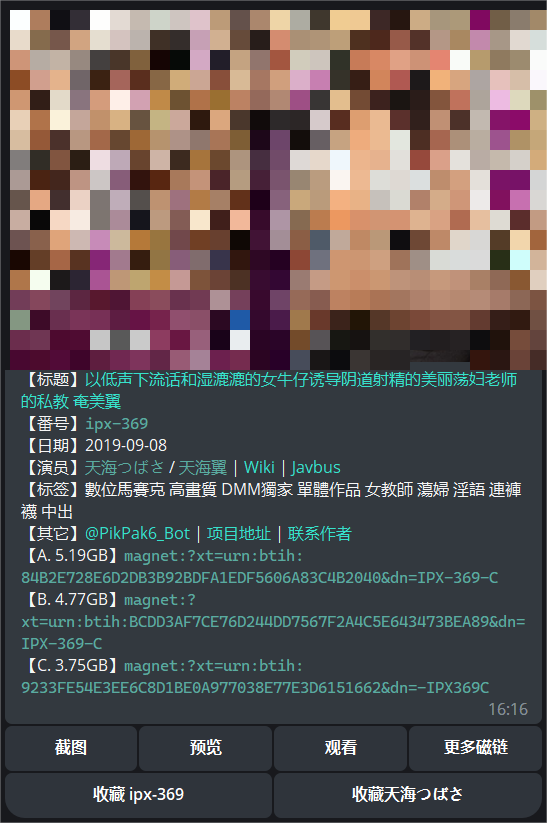 【标题】以低声下流话和湿漉漉的女牛仔诱导阴道射精的美丽荡妇老师
的私教 奄美翼
【番号】ipx-369
【日期】2019-09-08
【演员】天海つばさ / 天海翼 | Wiki | Javbus
【标签】數位馬賽克 高畫質 DMM獨家 單體作品 女教師 蕩婦 淫語 連褲
襪 中出
【其它】@PikPak6_Bot | 项目地址 | 联系作者
【A. 5.19GB】magnet:?xt=urn:btih:
84B2E728E6D2DB3B92BDFA1EDF5606A83C4B2040&dn=IPX-369-C
【B. 4.77GB】magnet:?
xt=urn:btih:BCDD3AF7CE76D244DD7567F2A4C5E643473BEA89&dn=
IPX-369-C
【C. 3.75GB】magnet:?xt=urn:btih:
9233FE54E3EE6C8D1BE0A977038E77E3D6151662&dn=-IPX369C
16:16
截图 预览 观看 更多磁链
收藏 ipx-369 收藏天海つばさ